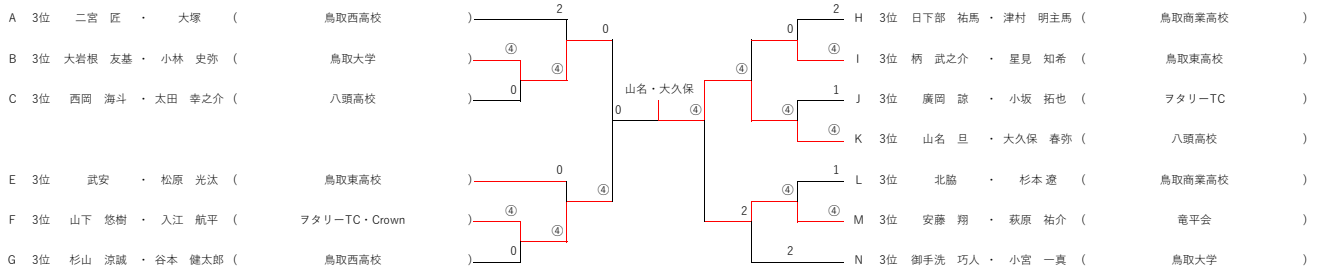 A 3位 二宮 匠 ・ 大塚 ( 鳥取西高校 )
B 3位 大岩根 友基 ・ 小林 史弥 ( 鳥取大学 )
C 3位 西岡 海斗 ・ 太田 幸之介 ( 八頭高校 )
E 3位 武安 ・ 松原 光汰 ( 鳥取東高校 )
F 3位 山下 悠樹 ・ 入江 航平 ( ヲタリーTC・Crown )
G 3位 杉山 涼誠 ・ 谷本 健太郎 ( 鳥取西高校 )
2
④
0
④
0
0
④
0
④
④
0
山名・大久保
④
④
2
0
④
④
2
④
1
④
1
④
2
H 3位 日下部 祐馬 ・ 津村 明主馬 ( 鳥取商業高校 )
I 3位 柄 武之介 ・ 星見 知希 ( 鳥取東高校 )
J 3位 廣岡 諒 ・ 小坂 拓也 ( ヲタリーTC )
K 3位 山名 旦 ・ 大久保 春弥 ( 八頭高校 )
L 3位 北脇 ・ 杉本 遼 ( 鳥取商業高校 )
M 3位 安藤 翔 ・ 萩原 祐介 ( 竜平会 )
N 3位 御手洗 巧人 ・ 小宮 一真 ( 鳥取大学 )